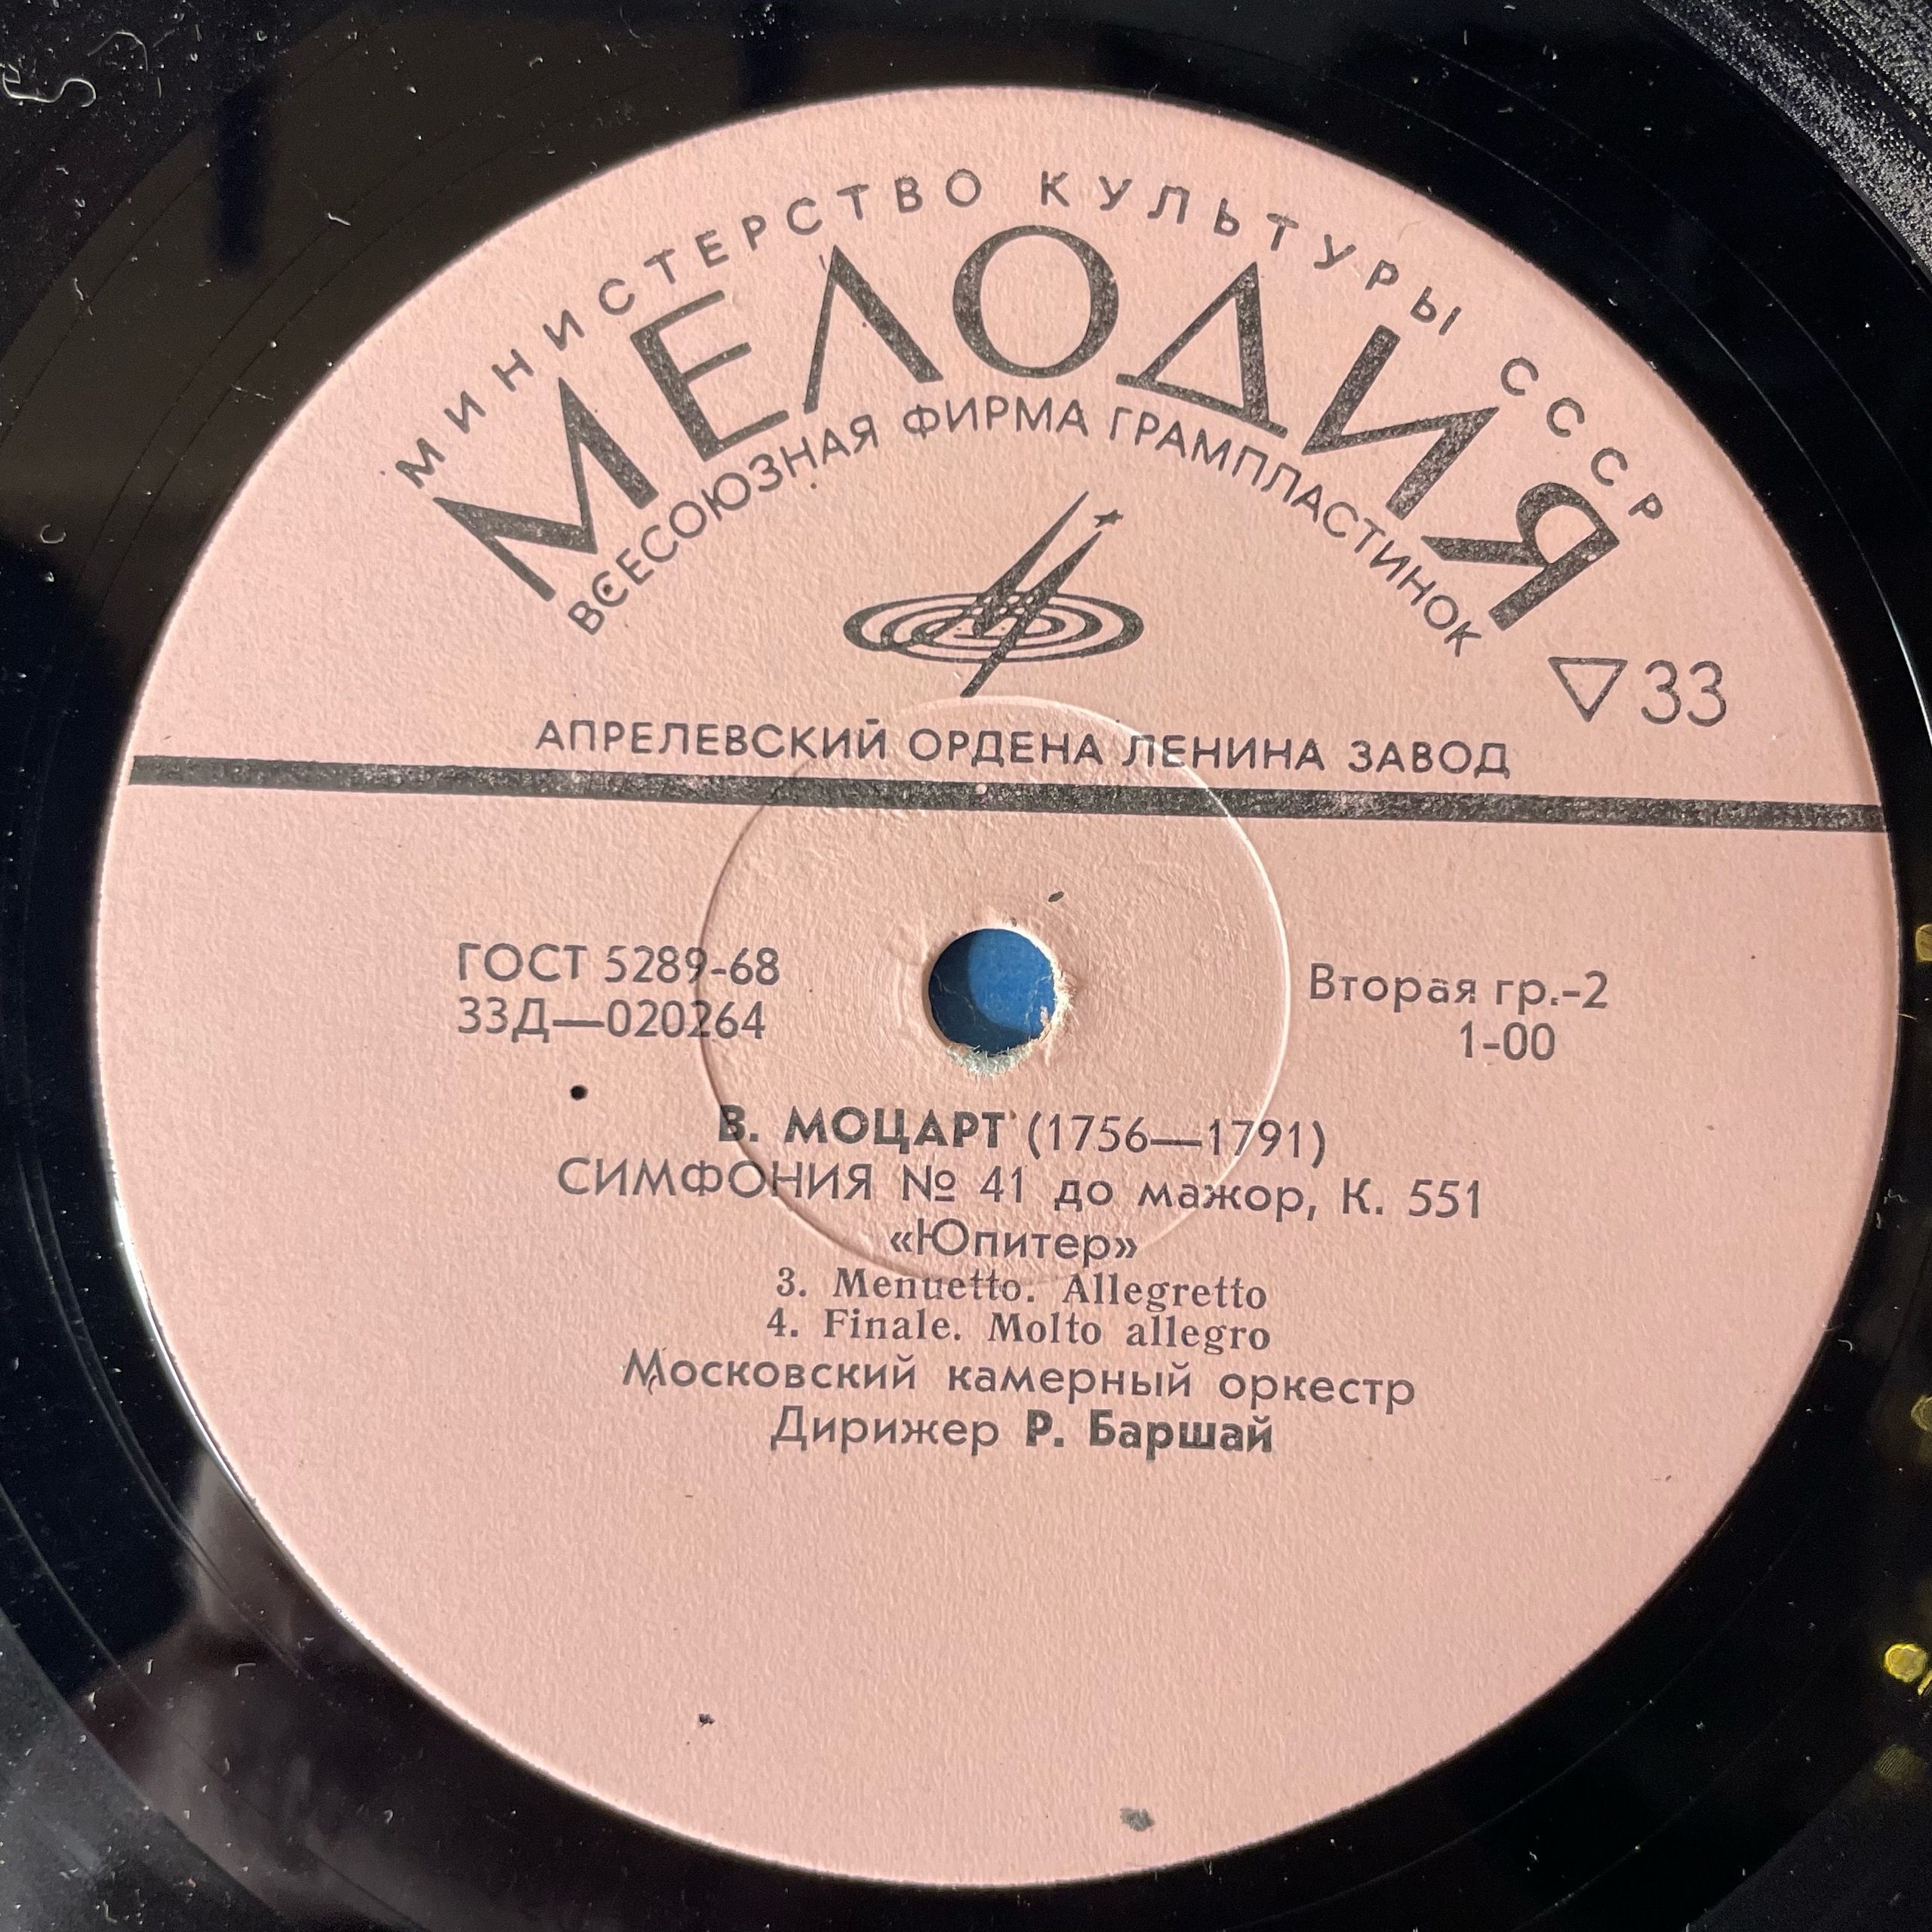 МИНИСТЕРСТВО КУЛЬТУРЫ СССР
МЕЛОДИЯ
ВСЕСОЮЗНАЯ ФИРМА ГРАМПЛАСТИНОК
▽33
АПРЕЛЕВСКИЙ ОРДЕНА ЛЕНИНА ЗАВОД
ГОСТ 5289-68
33Д—020264
Вторая гр.-2
1-00
В. МОЦАРТ (1756—1791)
СИМФОНИЯ № 41 до мажор, К. 551
«Юпитер»
3. Menuetto. Allegretto
4. Finale. Molto allegro
Московский камерный оркестр
Дирижер Р. Баршай